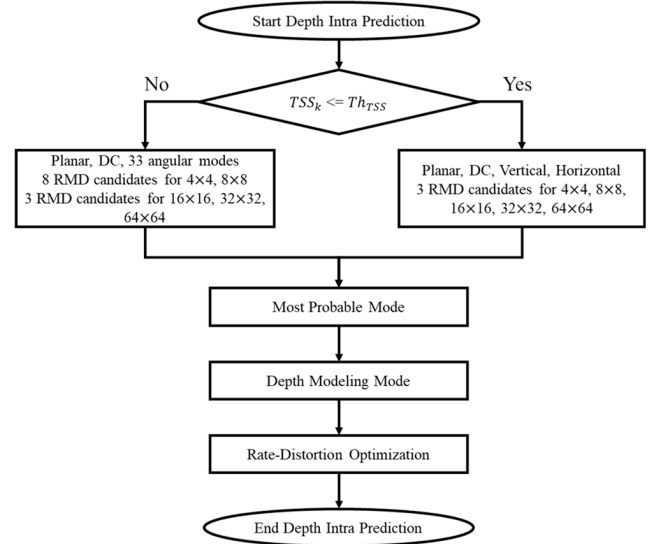 Start Depth Intra Prediction
No
Yes
TSSₖ <= Th_TSS
Planar, DC, 33 angular modes
8 RMD candidates for 4×4, 8×8
3 RMD candidates for 16×16, 32×32,
64×64
Planar, DC, Vertical, Horizontal
3 RMD candidates for 4×4, 8×8,
16×16, 32×32, 64×64
Most Probable Mode
Depth Modeling Mode
Rate-Distortion Optimization
End Depth Intra Prediction